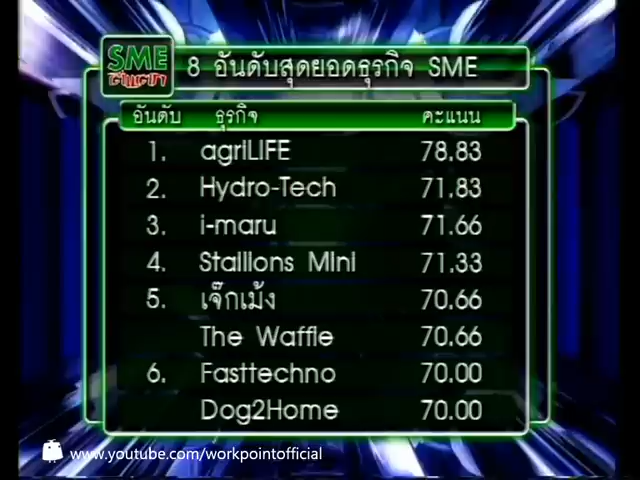 SME
ตีแตก
8 อันดับสุดยอดธุรกิจ SME
อันดับ ธุรกิจ คะแนน
1. agriLIFE 78.83
2. Hydro-Tech 71.83
3. i-maru 71.66
4. Stallions Mini 71.33
5. เจ๊กเม้ง 70.66
The Waffle 70.66
6. Fasttechno 70.00
Dog2Home 70.00
www.youtube.com/workpointofficial